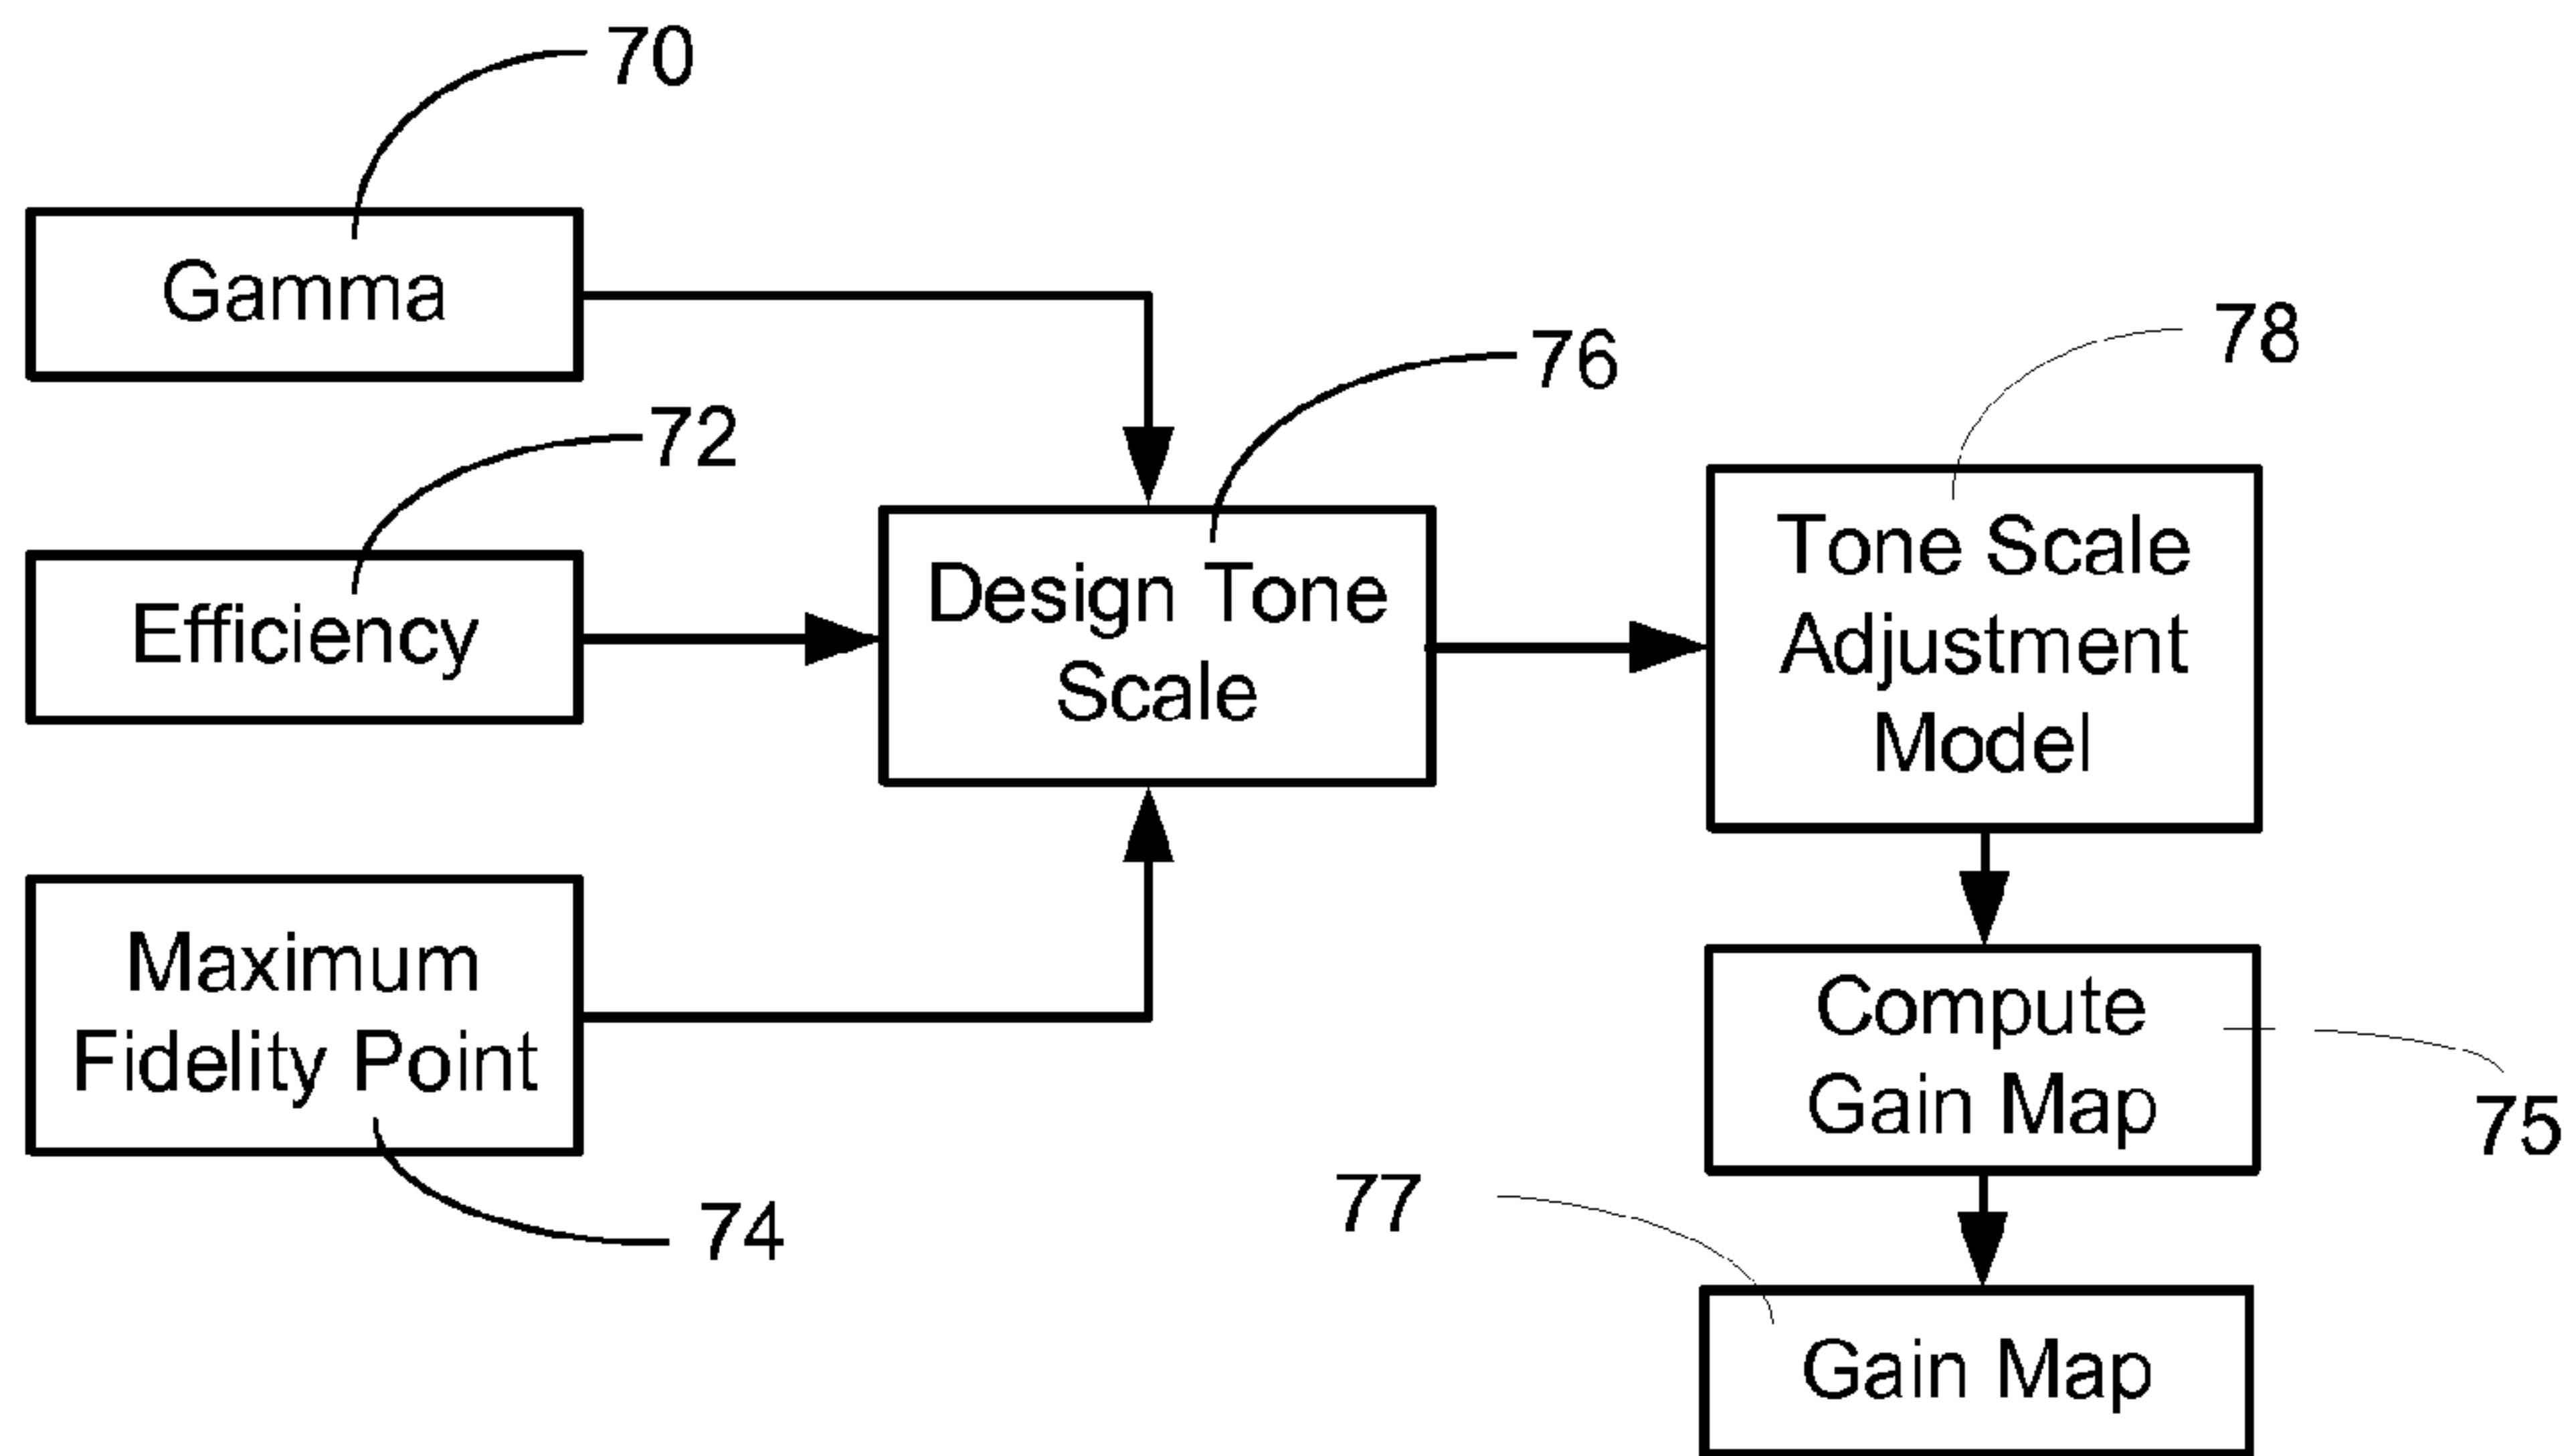 70
Gamma
72
Efficiency
Maximum
Fidelity Point
74
76
Design Tone
Scale
78
Tone Scale
Adjustment
Model
Compute
Gain Map
75
77
Gain Map